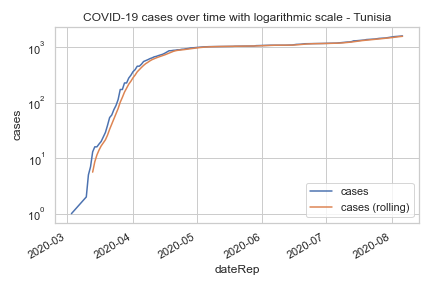 COVID-19 cases over time with logarithmic scale - Tunisia
cases
10³
10²
10¹
10⁰
cases
cases (rolling)
2020-03
2020-04
2020-05
2020-06
2020-07
2020-08
dateRep